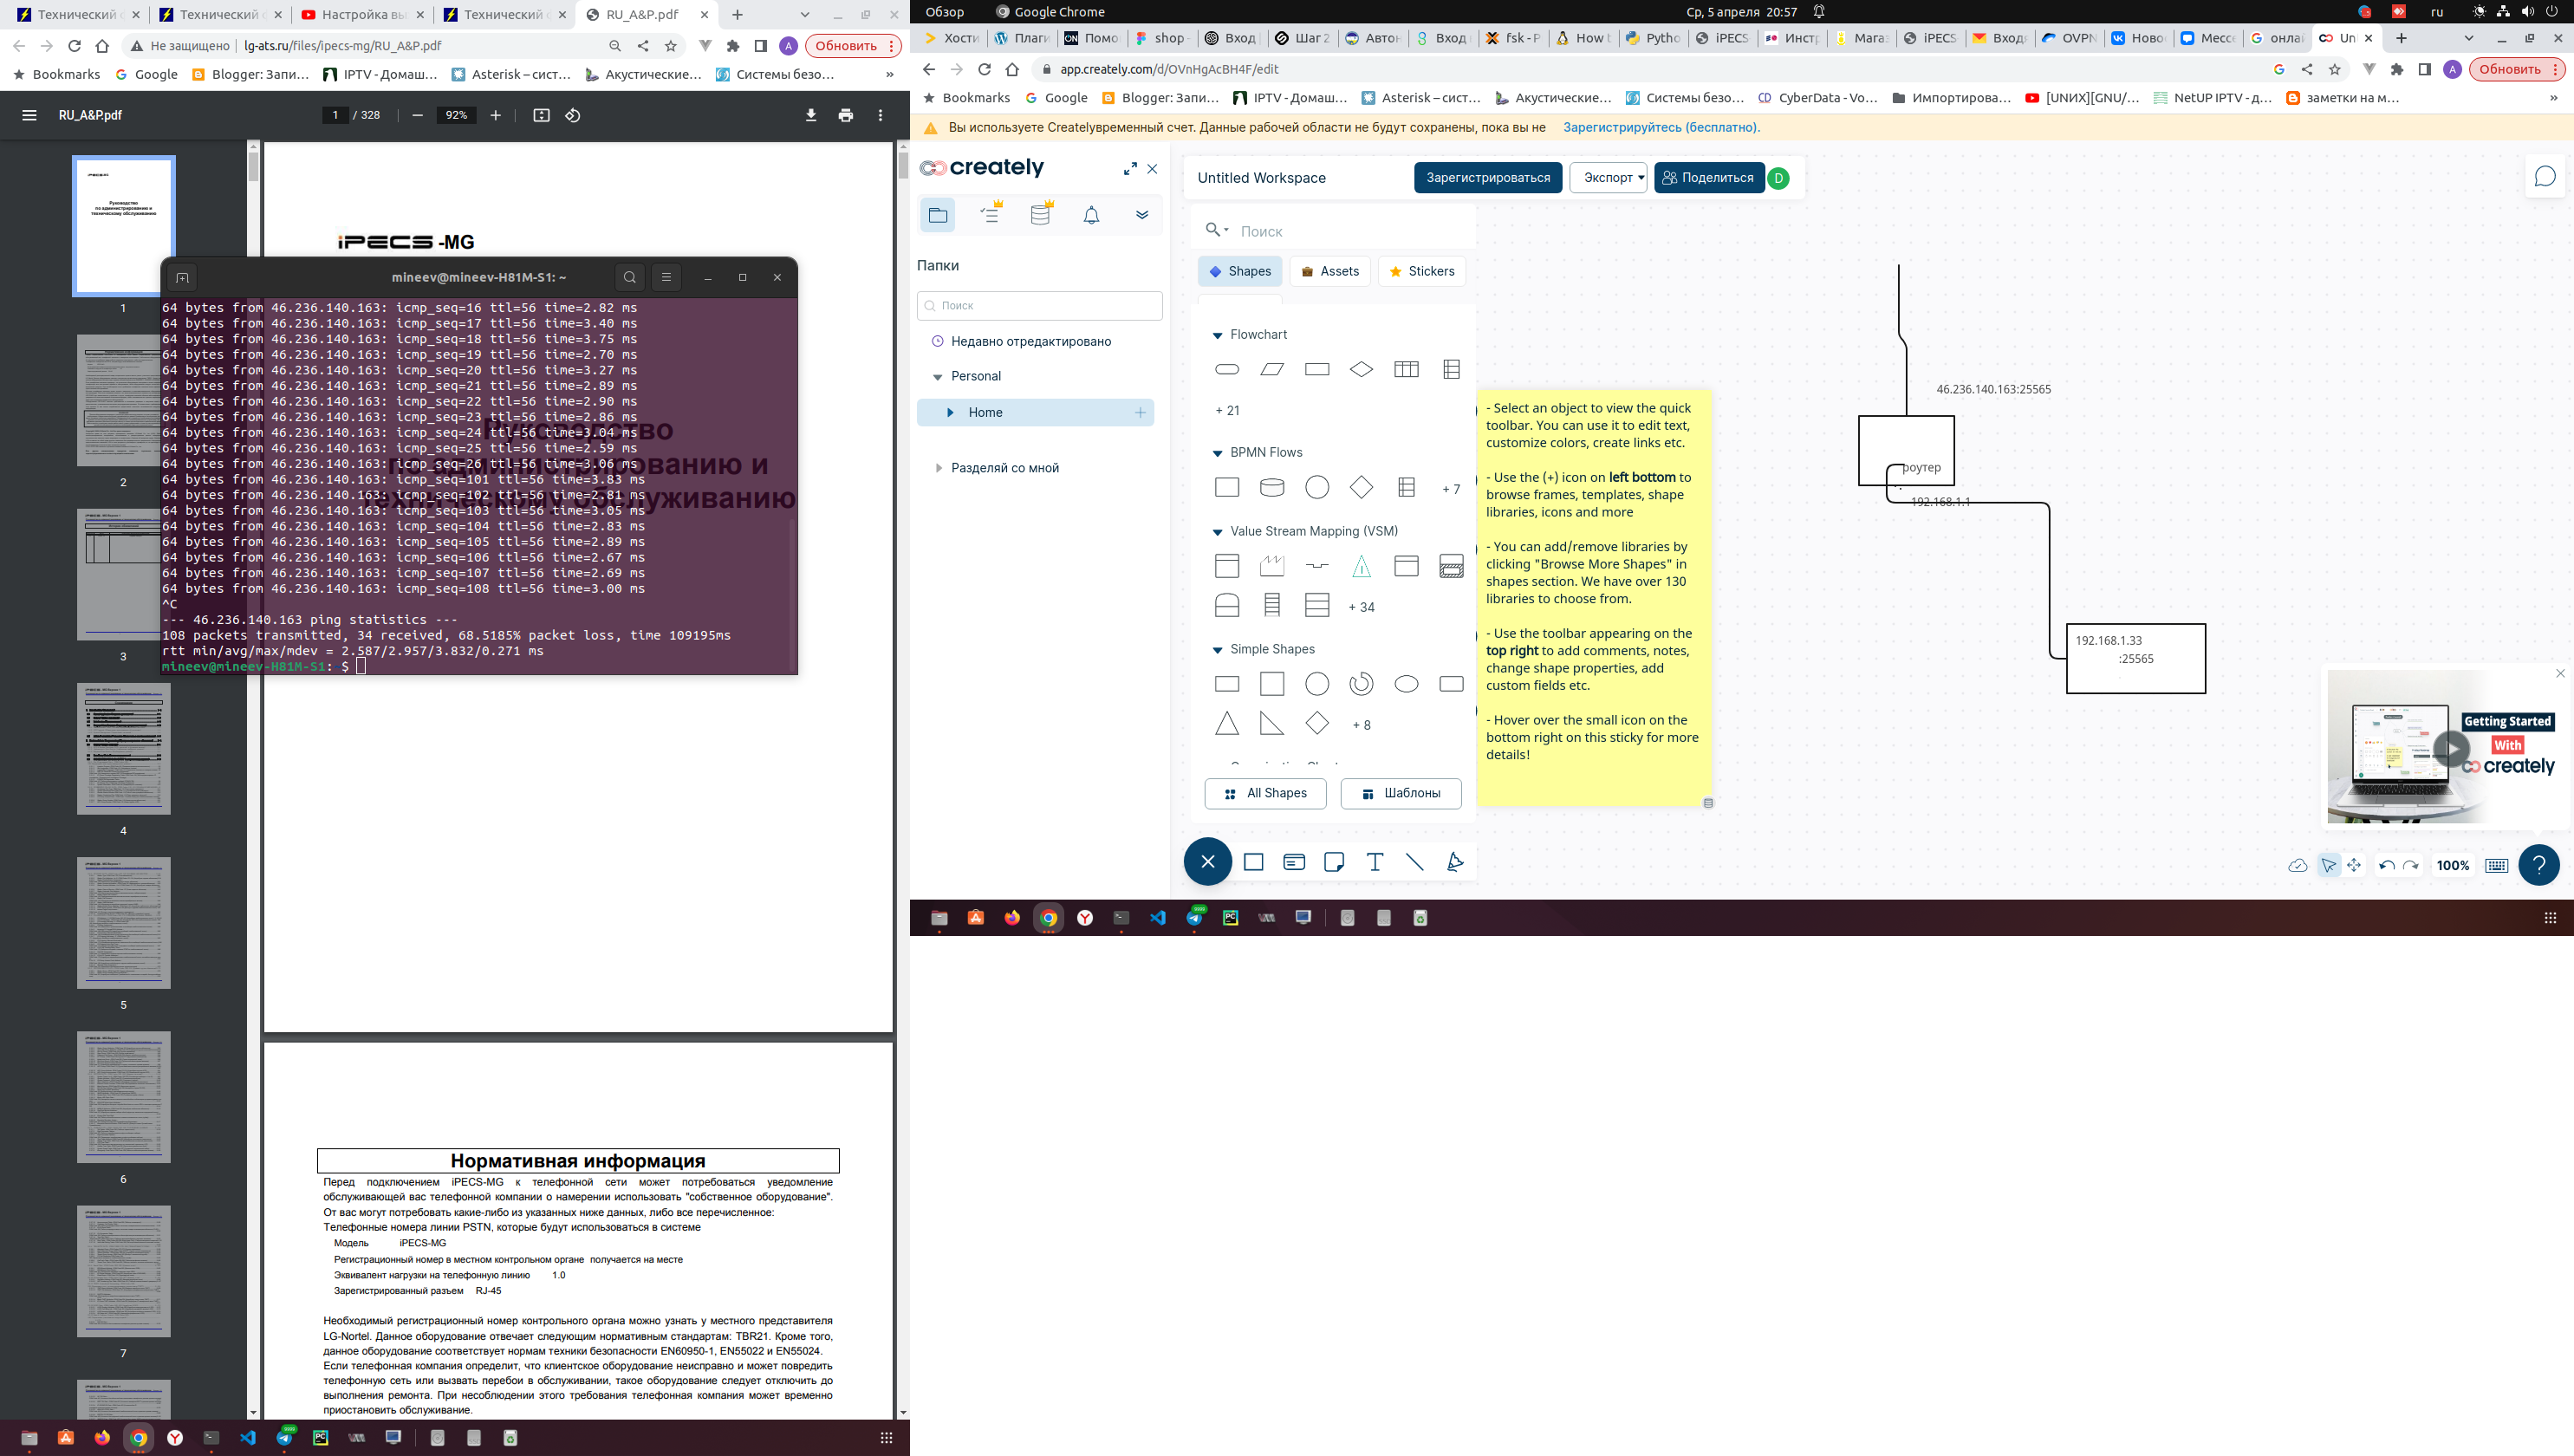 Технический с
Технический с
Настройка вы
Технический с
RU_A&P.pdf
Не защищено
lg-ats.ru/files/ipecs-mg/RU_A&P.pdf
A
Обновить
Bookmarks
Google
Blogger: Запи…
IPTV - Домаш…
Asterisk – сист…
Акустические…
Системы безо…
»
RU_A&P.pdf
1 / 328
92%
iPECS -MG
1
2
3
4
5
6
7
mineev@mineev-H81M-S1: ~
64 bytes from 46.236.140.163: icmp_seq=16 ttl=56 time=2.82 ms
64 bytes from 46.236.140.163: icmp_seq=17 ttl=56 time=3.40 ms
64 bytes from 46.236.140.163: icmp_seq=18 ttl=56 time=3.75 ms
64 bytes from 46.236.140.163: icmp_seq=19 ttl=56 time=2.70 ms
64 bytes from 46.236.140.163: icmp_seq=20 ttl=56 time=3.27 ms
64 bytes from 46.236.140.163: icmp_seq=21 ttl=56 time=2.89 ms
64 bytes from 46.236.140.163: icmp_seq=22 ttl=56 time=2.90 ms
64 bytes from 46.236.140.163: icmp_seq=23 ttl=56 time=2.86 ms
64 bytes from 46.236.140.163: icmp_seq=24 ttl=56 time=3.04 ms
64 bytes from 46.236.140.163: icmp_seq=25 ttl=56 time=2.59 ms
64 bytes from 46.236.140.163: icmp_seq=26 ttl=56 time=3.06 ms
64 bytes from 46.236.140.163: icmp_seq=101 ttl=56 time=3.83 ms
64 bytes from 46.236.140.163: icmp_seq=102 ttl=56 time=2.81 ms
64 bytes from 46.236.140.163: icmp_seq=103 ttl=56 time=3.05 ms
64 bytes from 46.236.140.163: icmp_seq=104 ttl=56 time=2.83 ms
64 bytes from 46.236.140.163: icmp_seq=105 ttl=56 time=2.89 ms
64 bytes from 46.236.140.163: icmp_seq=106 ttl=56 time=2.67 ms
64 bytes from 46.236.140.163: icmp_seq=107 ttl=56 time=2.69 ms
64 bytes from 46.236.140.163: icmp_seq=108 ttl=56 time=3.00 ms
^C
--- 46.236.140.163 ping statistics ---
108 packets transmitted, 34 received, 68.5185% packet loss, time 109195ms
rtt min/avg/max/mdev = 2.587/2.957/3.832/0.271 ms
mineev@mineev-H81M-S1:~$
Руководство
по администрированию и
техническому обслуживанию
Нормативная информация
Перед подключением iPECS-MG к телефонной сети может потребоваться уведомление
обслуживающей вас телефонной компании о намерении использовать "собственное оборудование".
От вас могут потребовать какие-либо из указанных ниже данных, либо все перечисленное:
Телефонные номера линии PSTN, которые будут использоваться в системе
Модель iPECS-MG
Регистрационный номер в местном контрольном органе получается на месте
Эквивалент нагрузки на телефонную линию 1.0
Зарегистрированный разъем RJ-45
Необходимый регистрационный номер контрольного органа можно узнать у местного представителя
LG-Nortel. Данное оборудование отвечает следующим нормативным стандартам: TBR21. Кроме того,
данное оборудование соответствует нормам техники безопасности EN60950-1, EN55022 и EN55024.
Если телефонная компания определит, что клиентское оборудование неисправно и может повредить
телефонную сеть или вызвать перебои в обслуживании, такое оборудование следует отключить до
выполнения ремонта. При несоблюдении этого требования телефонная компания может временно
приостановить обслуживание.
Обзор
Google Chrome
Ср, 5 апреля 20:57
ru
Хости
Плаги
Помо
shop -
Вход
Шаг 2
Автон
Вход
fsk - P
How t
Pytho
iPECS
Инстр
Магаз
iPECS
Входя
OVPN
Новос
Мессе
онлай
Un
app.creately.com/d/OVnHgAcBH4F/edit
A
Обновить
Bookmarks
Google
Blogger: Запи…
IPTV - Домаш…
Asterisk – сист…
Акустические…
Системы безо…
CyberData - Vo…
Импортирова…
[UNИX][GNU/…
NetUP IPTV - д…
заметки на м…
»
Вы используете Createlyвременный счет. Данные рабочей области не будут сохранены, пока вы не Зарегистрируйтесь (бесплатно).
creately
Папки
Поиск
Недавно отредактировано
Personal
Home
Разделяй со мной
Untitled Workspace
Зарегистрироваться
Экспорт
Поделиться
D
Поиск
Shapes
Assets
Stickers
Flowchart
+ 21
BPMN Flows
+ 7
Value Stream Mapping (VSM)
+ 34
Simple Shapes
+ 8
All Shapes
Шаблоны
- Select an object to view the quick
toolbar. You can use it to edit text,
customize colors, create links etc.
- Use the (+) icon on left bottom to
browse frames, templates, shape
libraries, icons and more
- You can add/remove libraries by
clicking "Browse More Shapes" in
shapes section. We have over 130
libraries to choose from.
- Use the toolbar appearing on the
top right to add comments, notes,
change shape properties, add
custom fields etc.
- Hover over the small icon on the
bottom right on this sticky for more
details!
46.236.140.163:25565
роутер
192.168.1.1
192.168.1.33
:25565
Getting Started
With
creately
100%
?